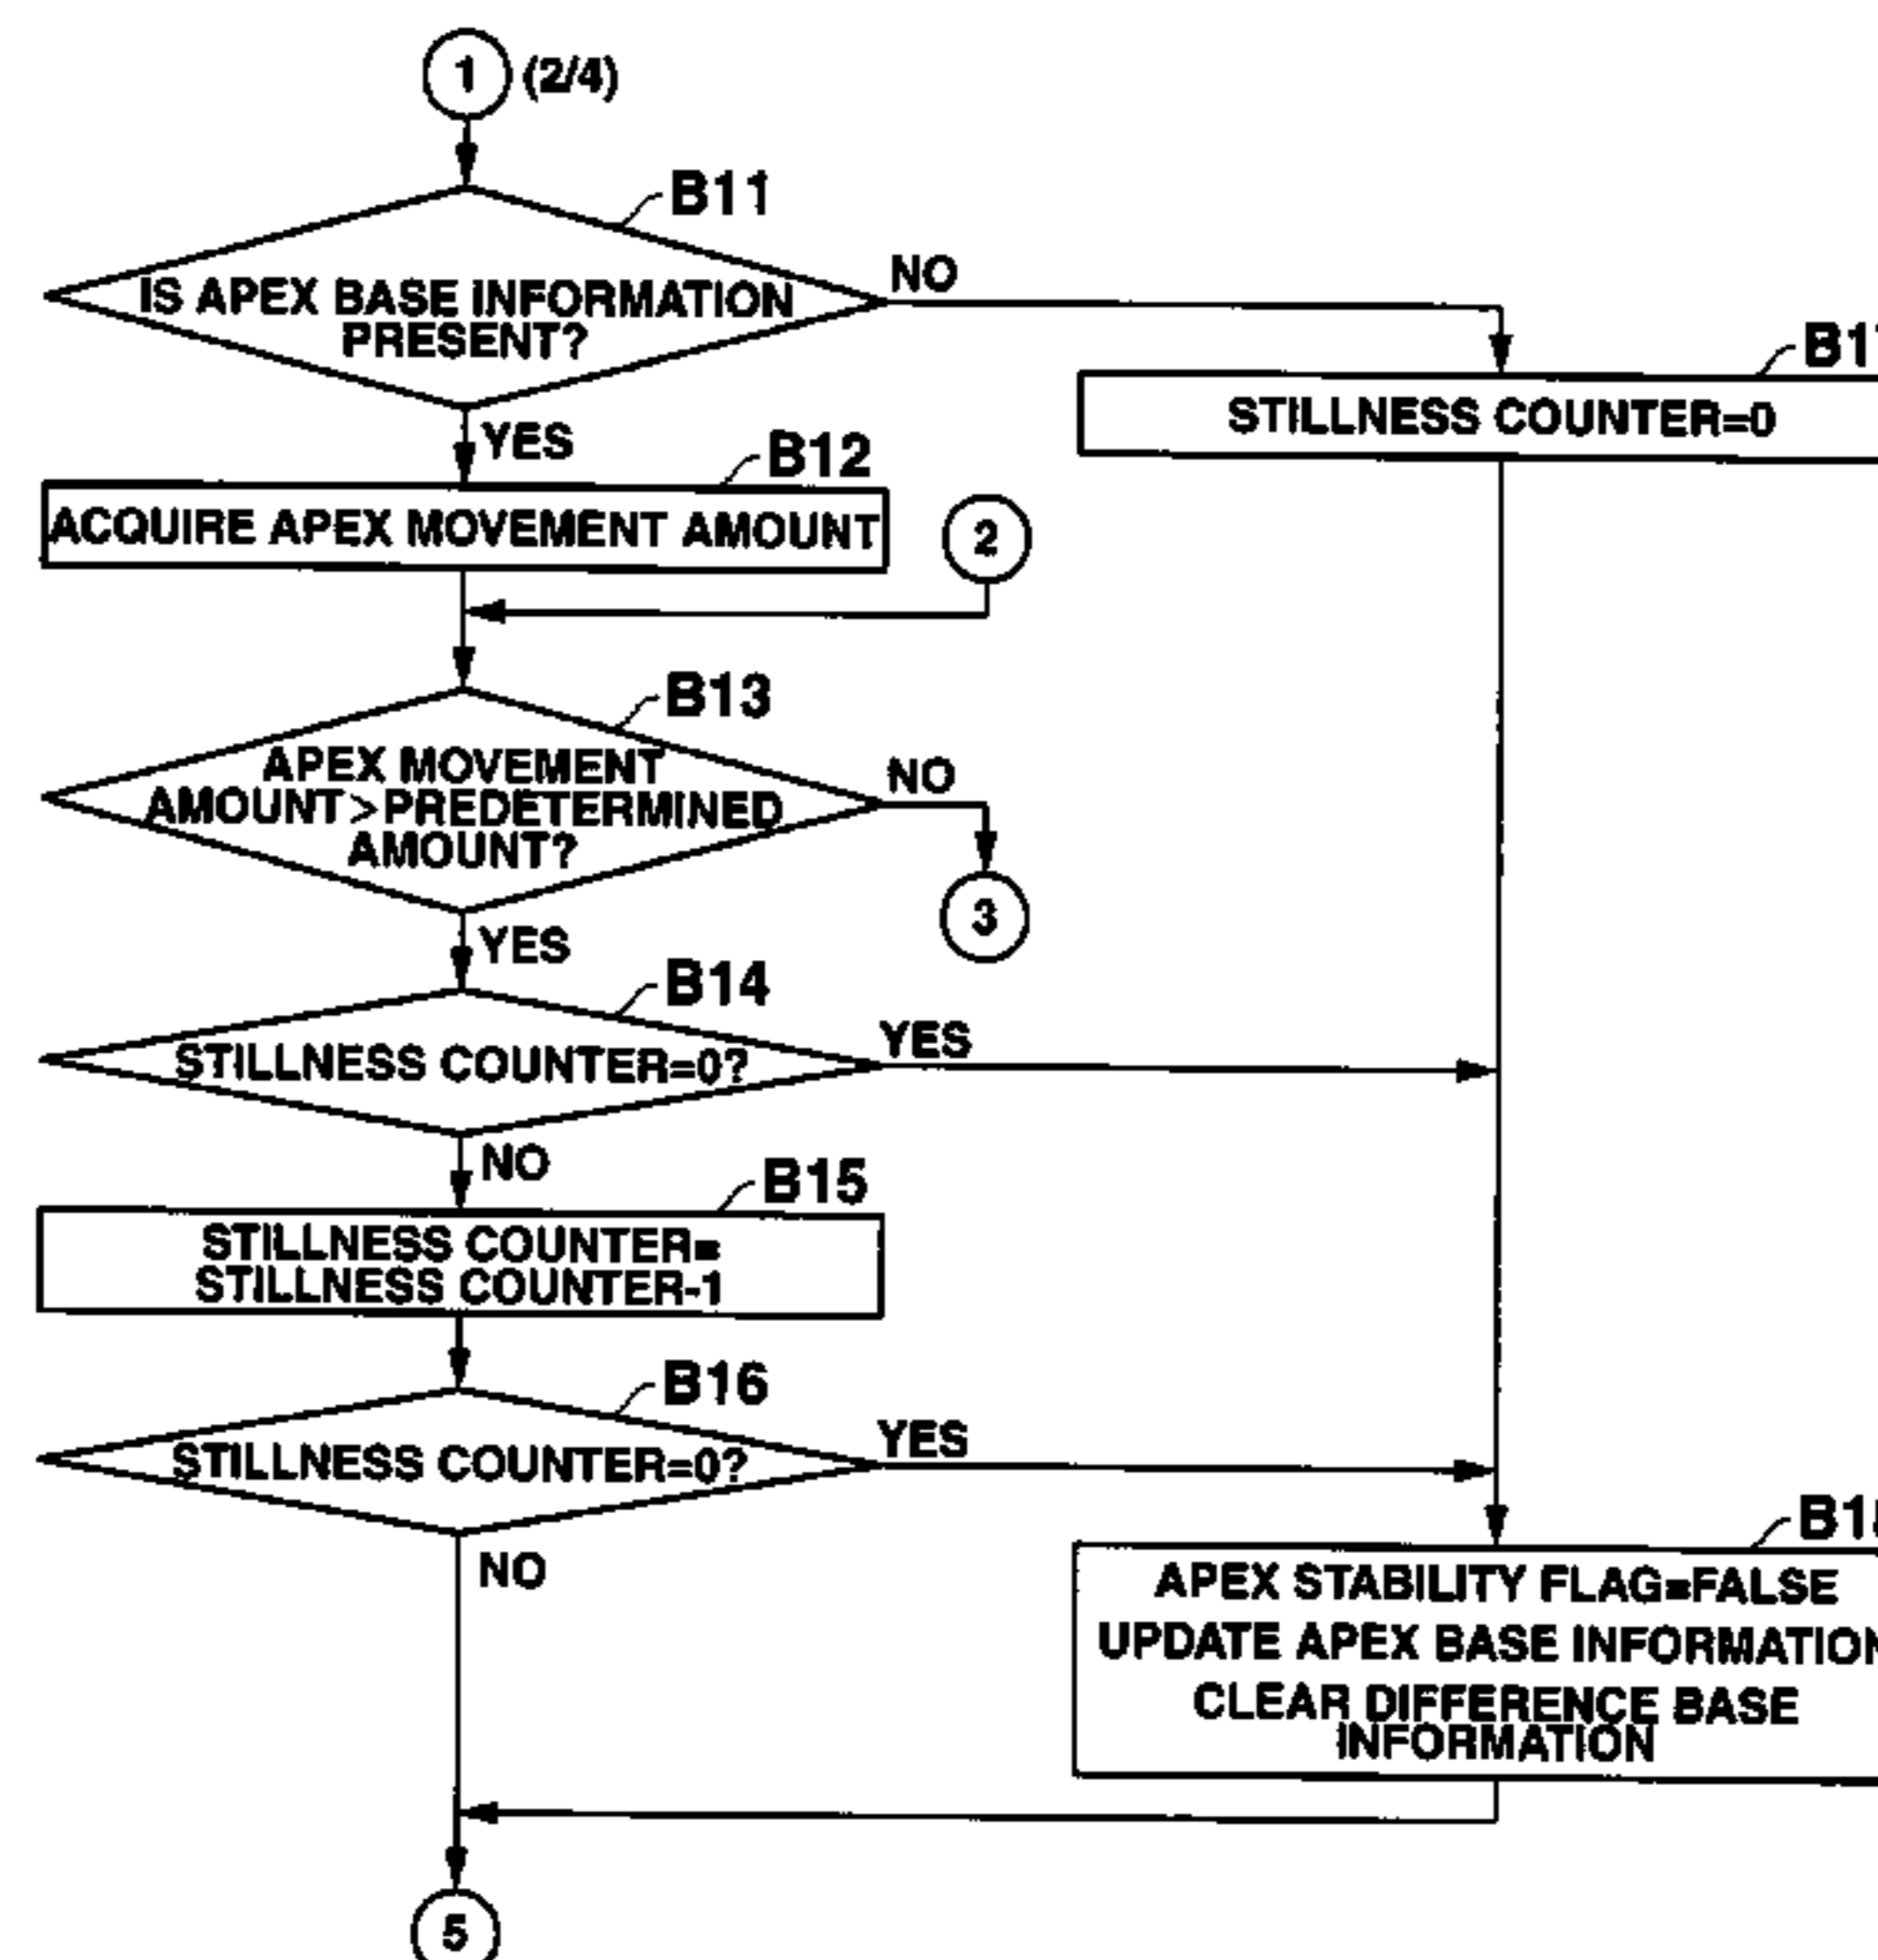 1 (2/4)
B11
IS APEX BASE INFORMATION
PRESENT?
NO
YES
STILLNESS COUNTER=0
B12
ACQUIRE APEX MOVEMENT AMOUNT
2
B13
APEX MOVEMENT
AMOUNT>PREDETERMINED
AMOUNT?
NO
3
YES
B14
STILLNESS COUNTER=0?
YES
NO
B15
STILLNESS COUNTER=
STILLNESS COUNTER-1
B16
STILLNESS COUNTER=0?
YES
NO
APEX STABILITY FLAG=FALSE
UPDATE APEX BASE INFORMATION
CLEAR DIFFERENCE BASE
INFORMATION
5